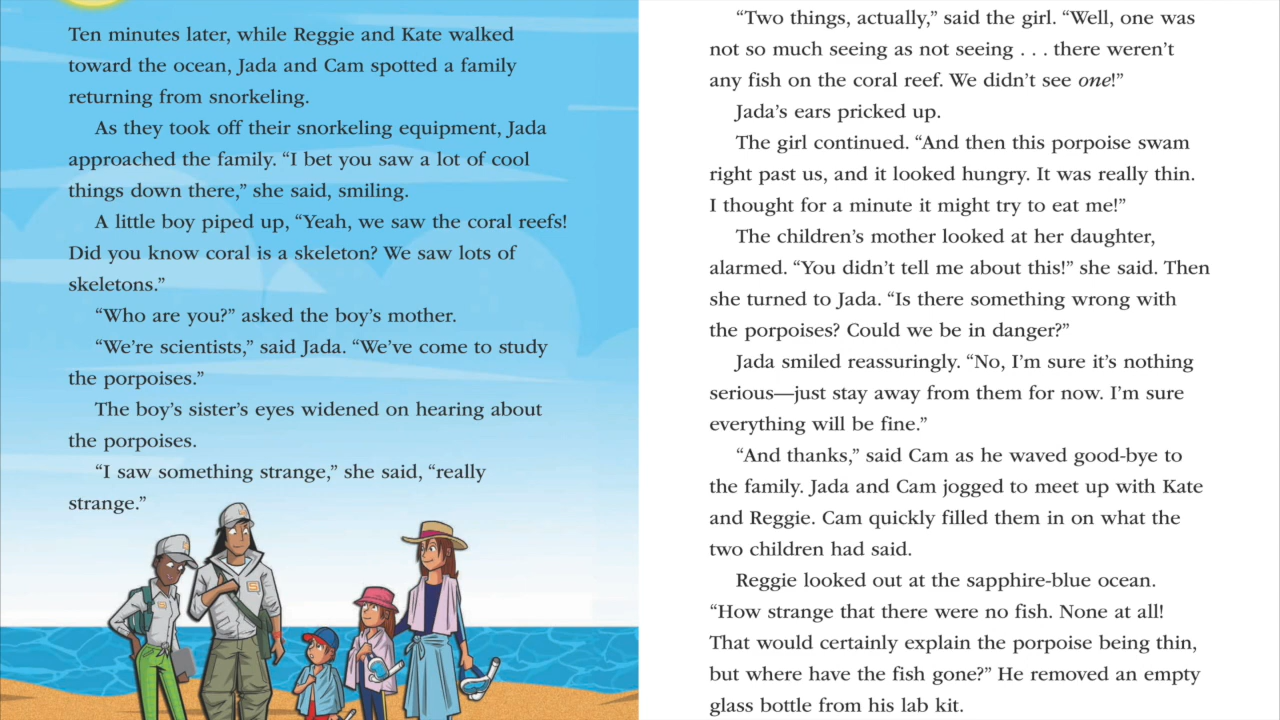 Ten minutes later, while Reggie and Kate walked
toward the ocean, Jada and Cam spotted a family
returning from snorkeling.
As they took off their snorkeling equipment, Jada
approached the family. “I bet you saw a lot of cool
things down there,” she said, smiling.
A little boy piped up, “Yeah, we saw the coral reefs!
Did you know coral is a skeleton? We saw lots of
skeletons.”
“Who are you?” asked the boy’s mother.
“We’re scientists,” said Jada. “We’ve come to study
the porpoises.”
The boy’s sister’s eyes widened on hearing about
the porpoises.
“I saw something strange,” she said, “really
strange.”
“Two things, actually,” said the girl. “Well, one was
not so much seeing as not seeing . . . there weren’t
any fish on the coral reef. We didn’t see one!”
Jada’s ears pricked up.
The girl continued. “And then this porpoise swam
right past us, and it looked hungry. It was really thin.
I thought for a minute it might try to eat me!”
The children’s mother looked at her daughter,
alarmed. “You didn’t tell me about this!” she said. Then
she turned to Jada. “Is there something wrong with
the porpoises? Could we be in danger?”
Jada smiled reassuringly. “No, I’m sure it’s nothing
serious—just stay away from them for now. I’m sure
everything will be fine.”
“And thanks,” said Cam as he waved good-bye to
the family. Jada and Cam jogged to meet up with Kate
and Reggie. Cam quickly filled them in on what the
two children had said.
Reggie looked out at the sapphire-blue ocean.
“How strange that there were no fish. None at all!
That would certainly explain the porpoise being thin,
but where have the fish gone?” He removed an empty
glass bottle from his lab kit.